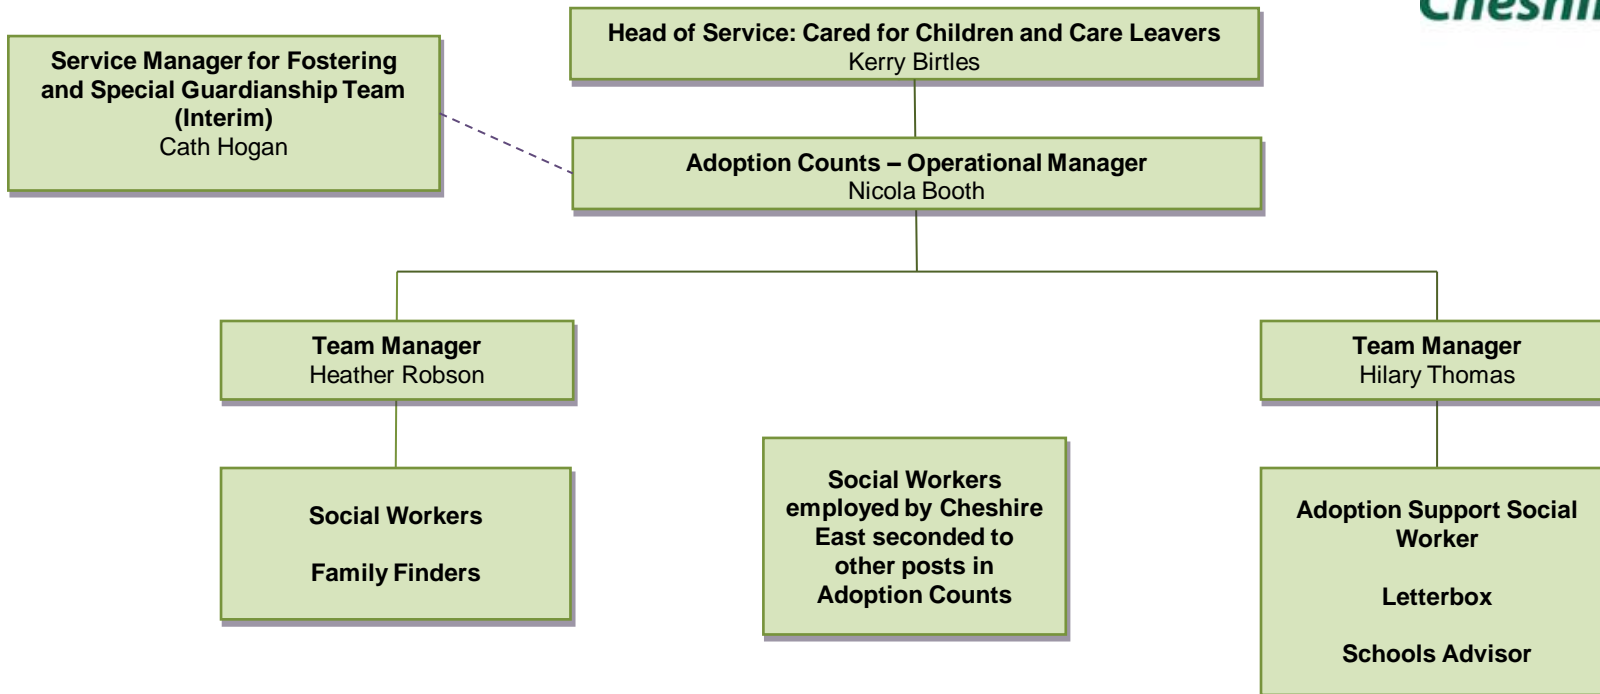 Cheshir
Head of Service: Cared for Children and Care Leavers
Kerry Birtles
Service Manager for Fostering
and Special Guardianship Team
(Interim)
Cath Hogan
Adoption Counts – Operational Manager
Nicola Booth
Team Manager
Heather Robson
Team Manager
Hilary Thomas
Social Workers
Family Finders
Social Workers
employed by Cheshire
East seconded to
other posts in
Adoption Counts
Adoption Support Social
Worker
Letterbox
Schools Advisor